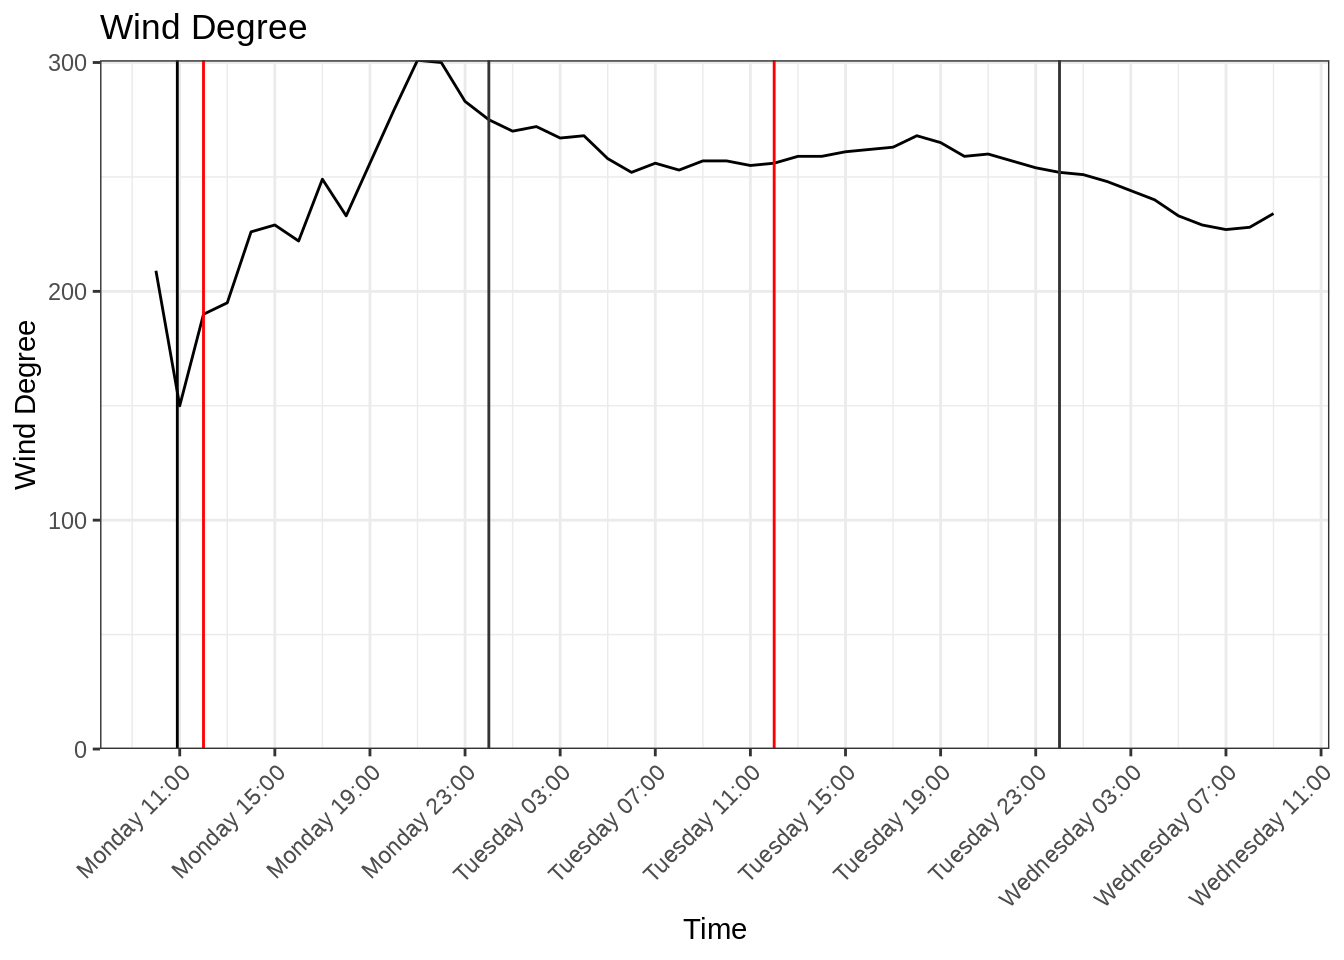 Wind Degree
Wind Degree
300
200
100
0
Monday 11:00
Monday 15:00
Monday 19:00
Monday 23:00
Tuesday 03:00
Tuesday 07:00
Tuesday 11:00
Tuesday 15:00
Tuesday 19:00
Tuesday 23:00
Wednesday 03:00
Wednesday 07:00
Wednesday 11:00
Time